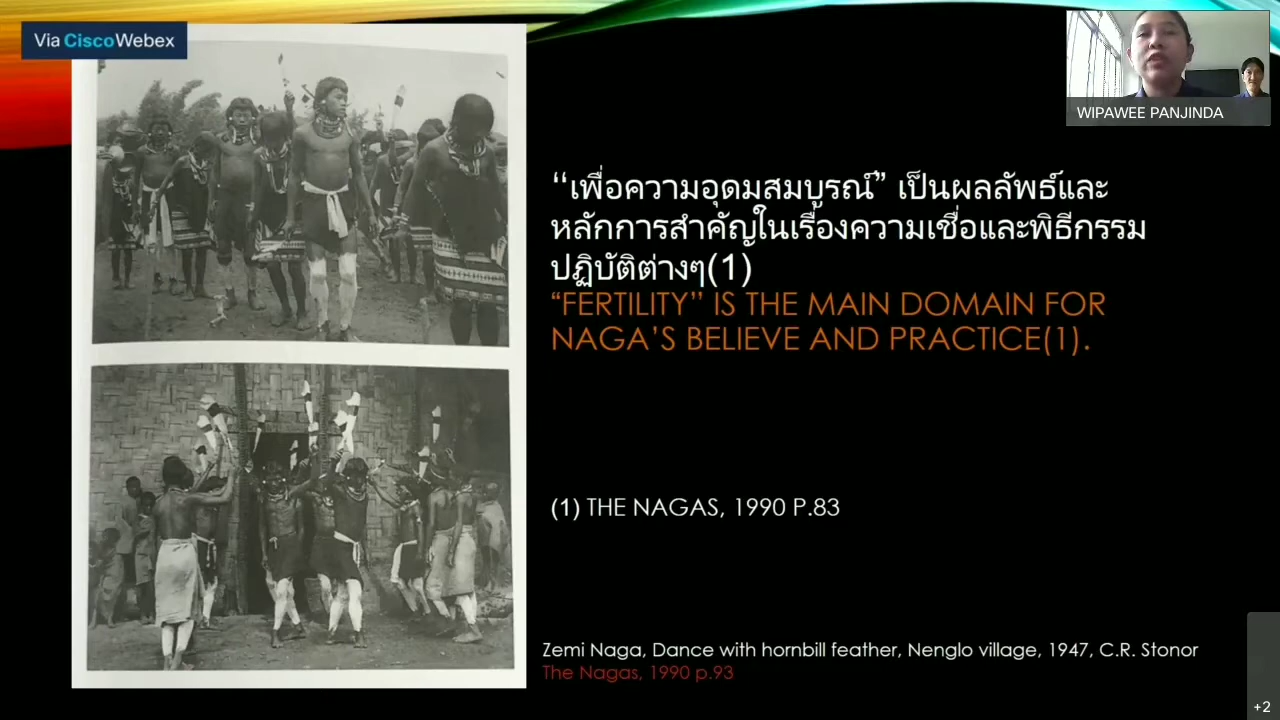 Via Cisco Webex
WIPAWEE PANJINDA
“เพื่อความอุดมสมบูรณ์” เป็นผลลัพธ์และ
หลักการสำคัญในเรื่องความเชื่อและพิธีกรรม
ปฏิบัติต่างๆ(1)
“FERTILITY” IS THE MAIN DOMAIN FOR
NAGA’S BELIEVE AND PRACTICE(1).
(1) THE NAGAS, 1990 P.83
Zemi Naga, Dance with hornbill feather, Nenglo village, 1947, C.R. Stonor
The Nagas, 1990 p.93
+2